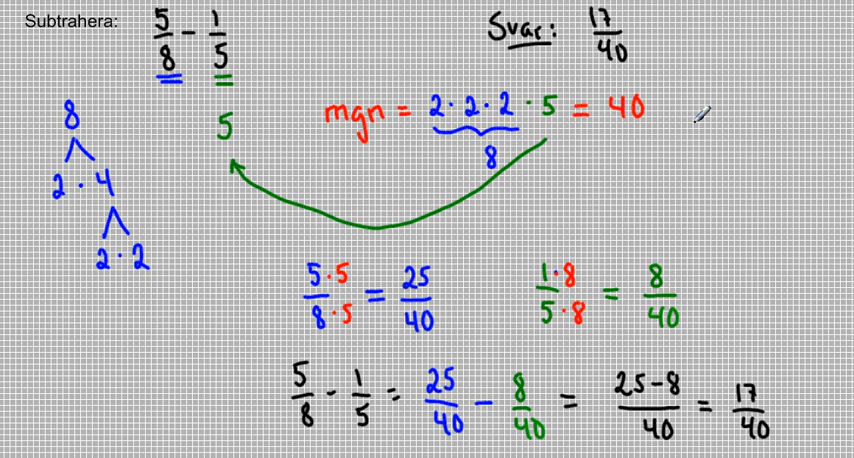 Subtrahera: 5/8 - 1/5 Svar: 17/40
8 5 mgn = 2 · 2 · 2 · 5 = 40
8
2 · 4
2 · 2
5·5/8·5 = 25/40 1·8/5·8 = 8/40
5/8 - 1/5 = 25/40 - 8/40 = 25-8/40 = 17/40